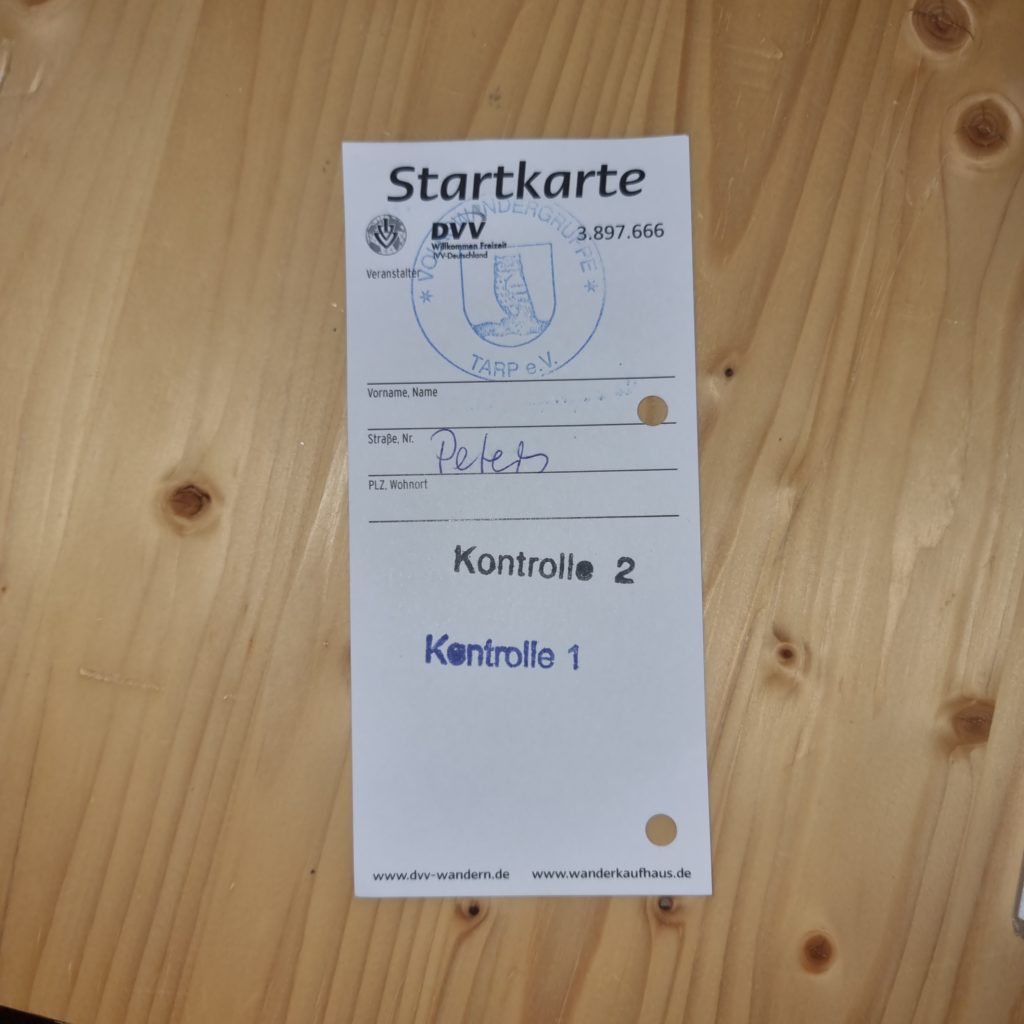 Startkarte
DVV 3.897.666
Willkommen Freizeit
IVV-Deutschland
Veranstalter
* VOLKSWANDERGRUPPE *
TARP e.V.
Vorname, Name
Straße, Nr.
Peters
PLZ, Wohnort
Kontrolle 2
Kontrolle 1
www.dvv-wandern.de www.wanderkaufhaus.de